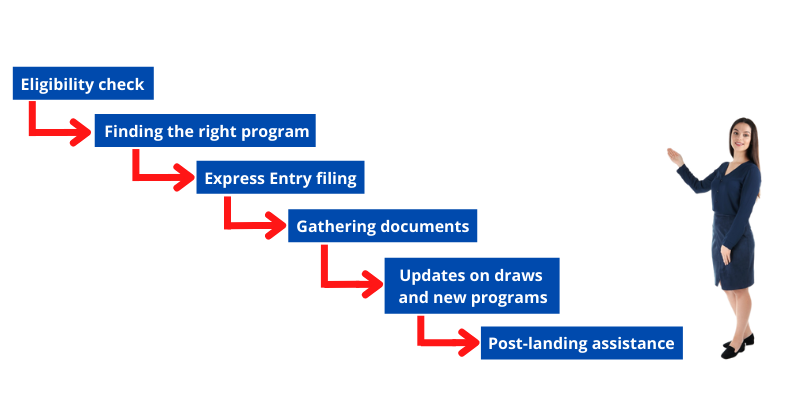 Eligibility check
Finding the right program
Express Entry filing
Gathering documents
Updates on draws
and new programs
Post-landing assistance